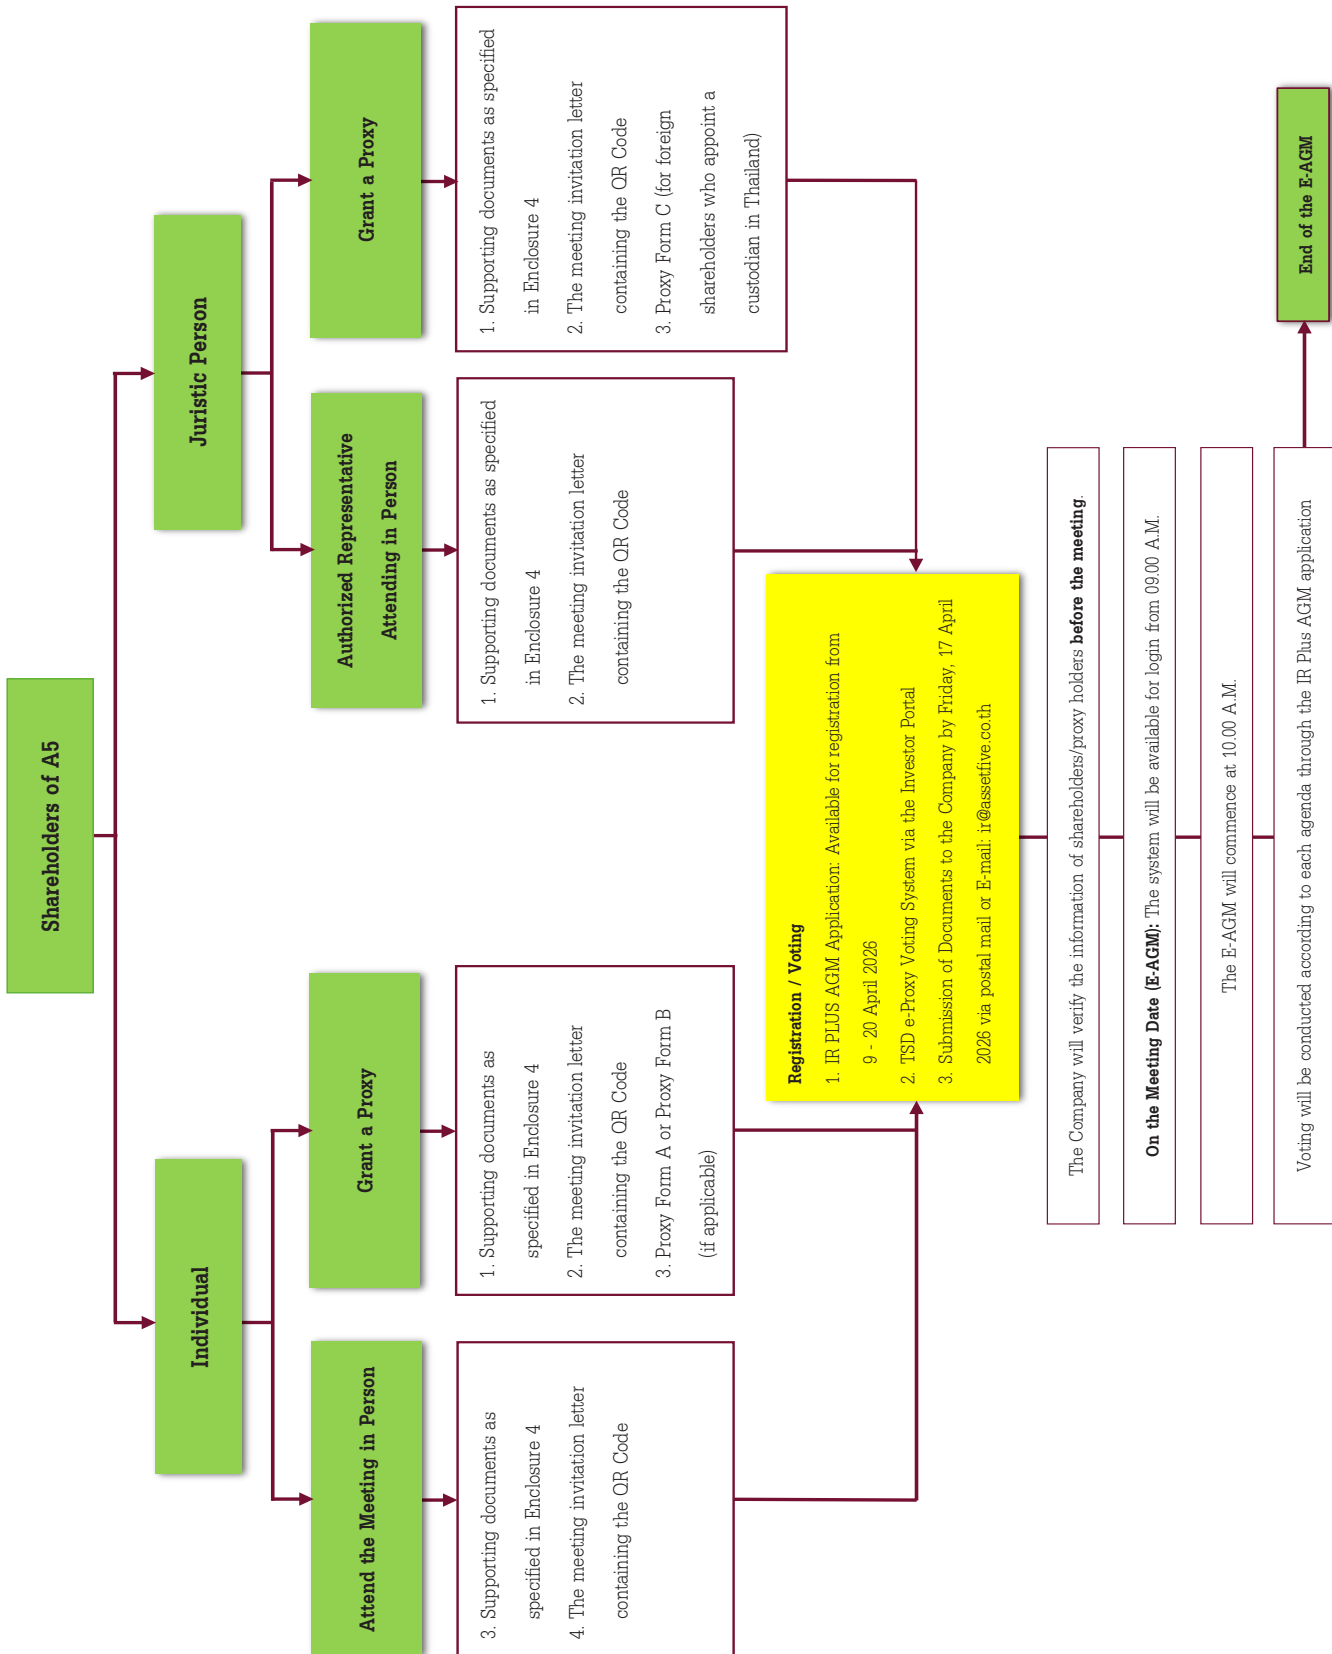 Shareholders of A5
Individual
Juristic Person
Attend the Meeting in Person
Grant a Proxy
Authorized Representative
Attending in Person
Grant a Proxy
3. Supporting documents as
specified in Enclosure 4
4. The meeting invitation letter
containing the QR Code
1. Supporting documents as
specified in Enclosure 4
2. The meeting invitation letter
containing the QR Code
3. Proxy Form A or Proxy Form B
(if applicable)
1. Supporting documents as specified
in Enclosure 4
2. The meeting invitation letter
containing the QR Code
1. Supporting documents as specified
in Enclosure 4
2. The meeting invitation letter
containing the QR Code
3. Proxy Form C (for foreign
shareholders who appoint a
custodian in Thailand)
Registration / Voting
1. IR PLUS AGM Application: Available for registration from
9 - 20 April 2026
2. TSD e-Proxy Voting System via the Investor Portal
3. Submission of Documents to the Company by Friday, 17 April
2026 via postal mail or E-mail: ir@assetfive.co.th
The Company will verify the information of shareholders/proxy holders before the meeting.
On the Meeting Date (E-AGM): The system will be available for login from 09.00 A.M.
The E-AGM will commence at 10.00 A.M.
Voting will be conducted according to each agenda through the IR Plus AGM application
End of the E-AGM